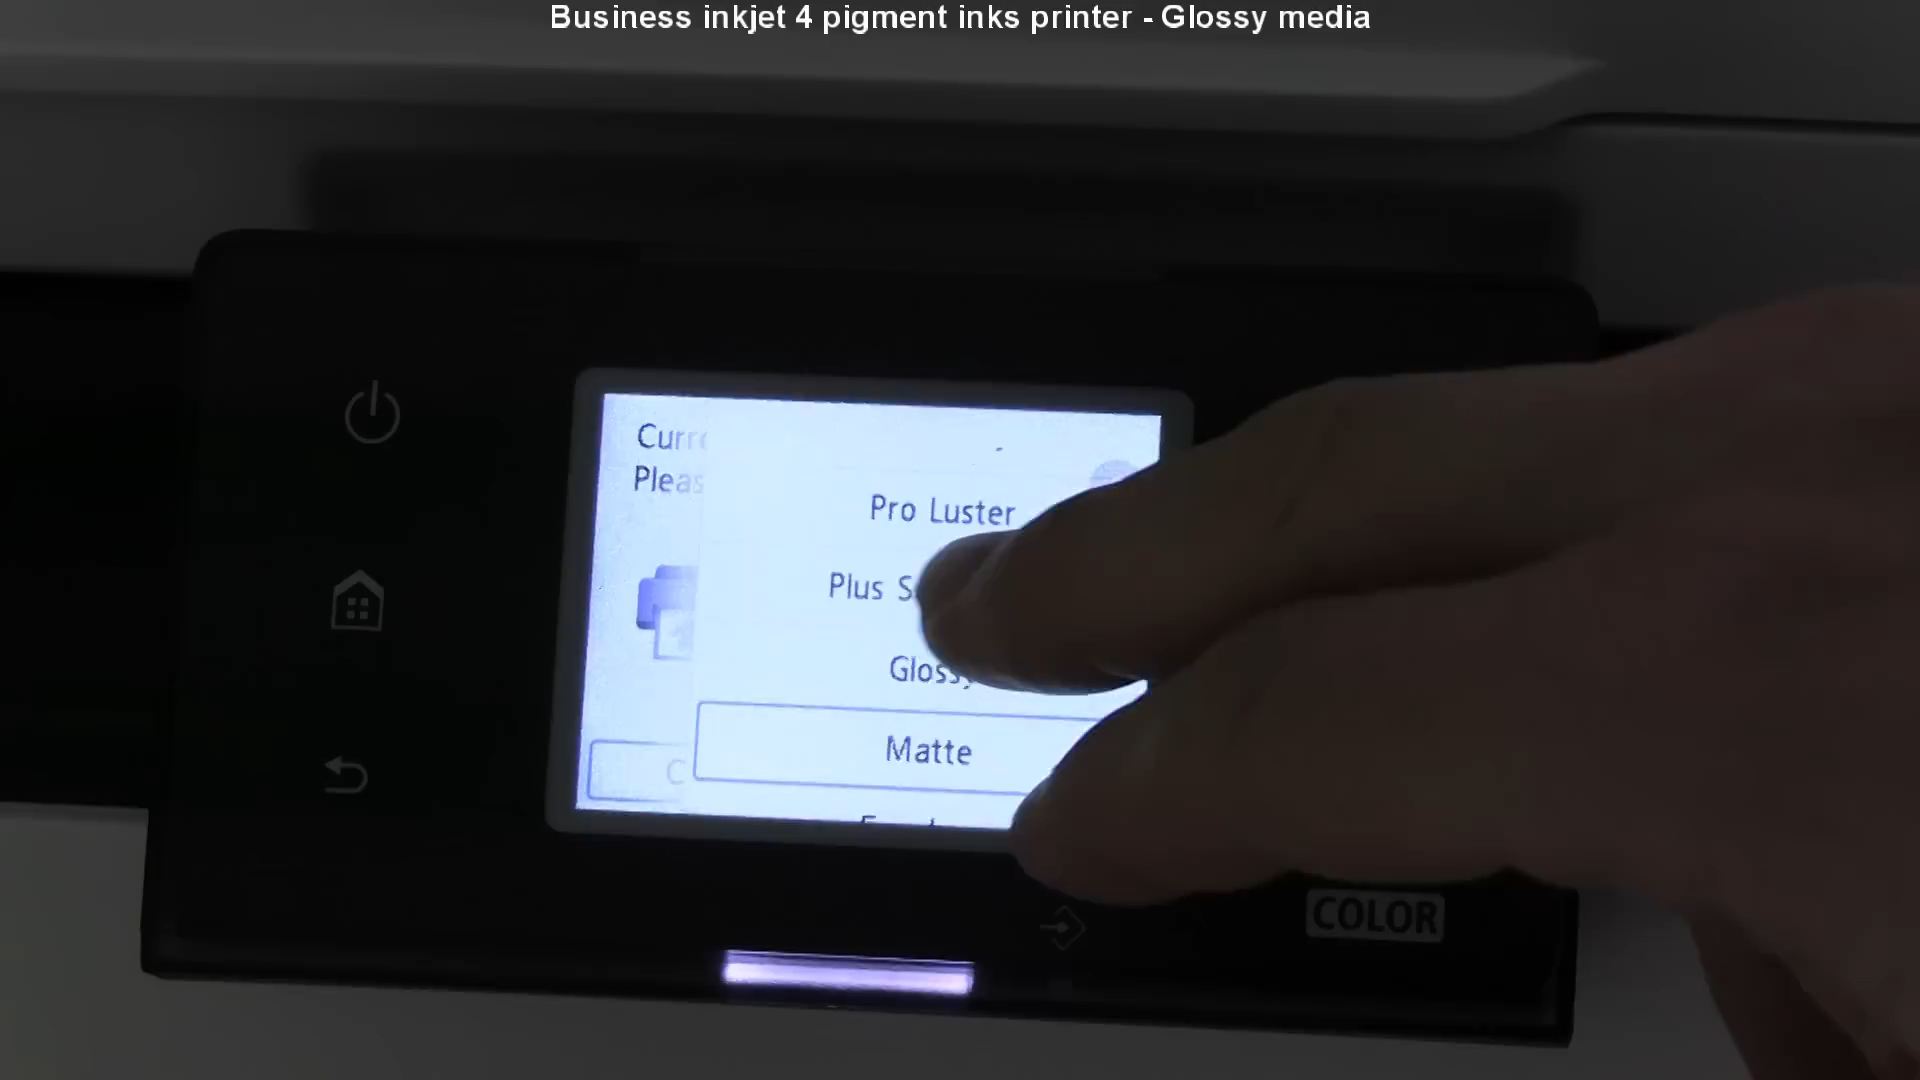 Business inkjet 4 pigment inks printer - Glossy media
Curr
Pleas
Pro Luster
Plus S
Gloss
Matte
C
COLOR